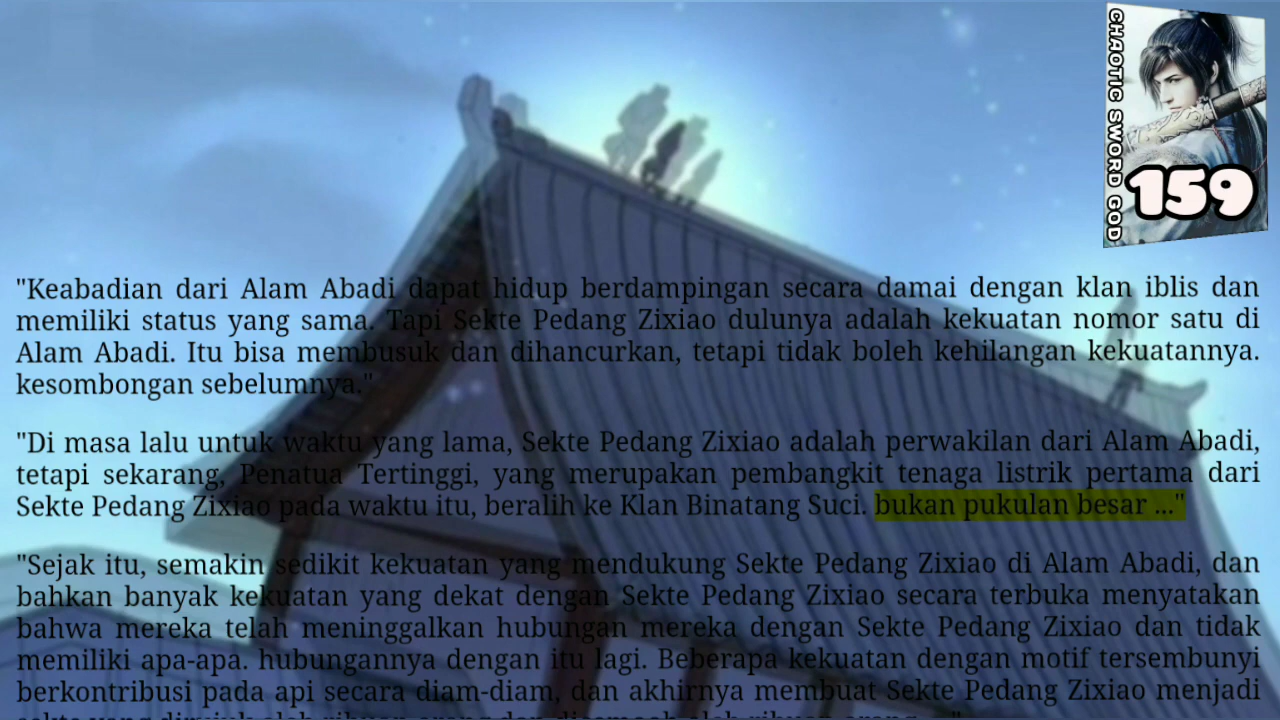 CHAOTIC SWORD GOD
159
"Keabadian dari Alam Abadi dapat hidup berdampingan secara damai dengan klan iblis dan
memiliki status yang sama. Tapi Sekte Pedang Zixiao dulunya adalah kekuatan nomor satu di
Alam Abadi. Itu bisa membusuk dan dihancurkan, tetapi tidak boleh kehilangan kekuatannya.
kesombongan sebelumnya."
"Di masa lalu untuk waktu yang lama, Sekte Pedang Zixiao adalah perwakilan dari Alam Abadi,
tetapi sekarang, Penatua Tertinggi, yang merupakan pembangkit tenaga listrik pertama dari
Sekte Pedang Zixiao pada waktu itu, beralih ke Klan Binatang Suci. bukan pukulan besar ..."
"Sejak itu, semakin sedikit kekuatan yang mendukung Sekte Pedang Zixiao di Alam Abadi, dan
bahkan banyak kekuatan yang dekat dengan Sekte Pedang Zixiao secara terbuka menyatakan
bahwa mereka telah meninggalkan hubungan mereka dengan Sekte Pedang Zixiao dan tidak
memiliki apa-apa. hubungannya dengan itu lagi. Beberapa kekuatan dengan motif tersembunyi
berkontribusi pada api secara diam-diam, dan akhirnya membuat Sekte Pedang Zixiao menjadi